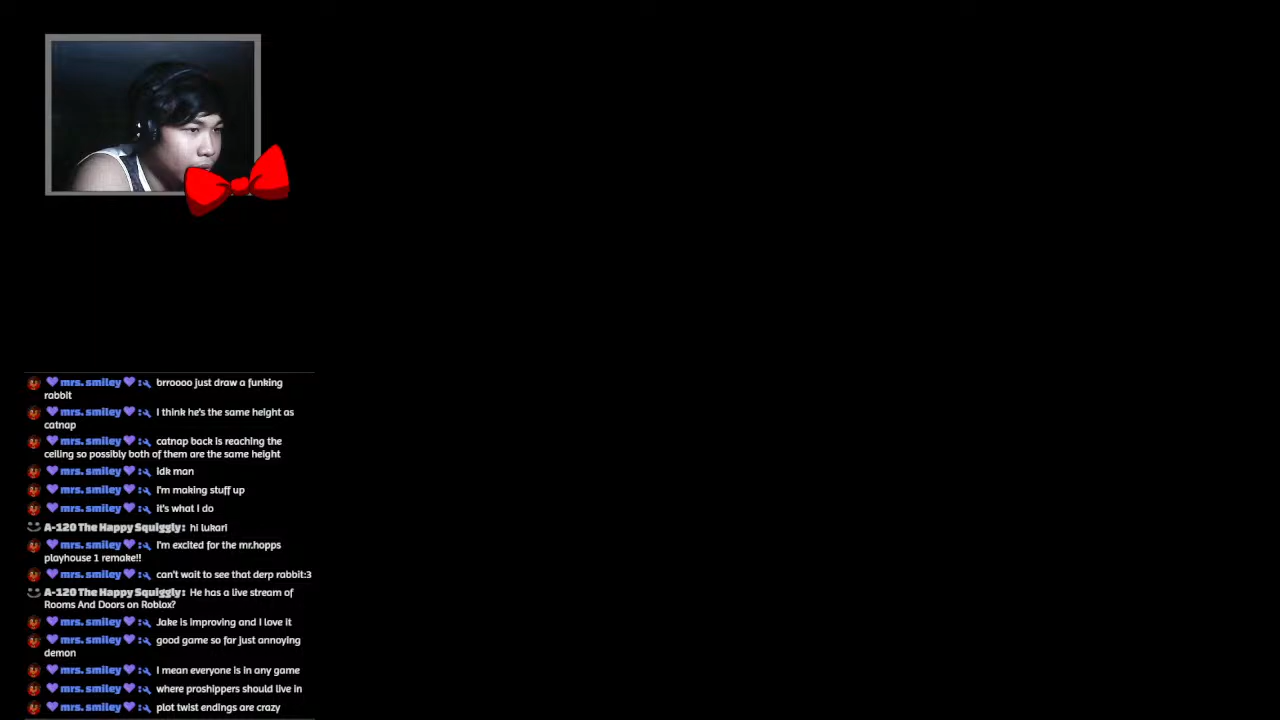 mrs. smiley : brroooo just draw a funking
rabbit
mrs. smiley : I think he's the same height as
catnap
mrs. smiley : catnap back is reaching the
ceiling so possibly both of them are the same height
mrs. smiley : Idk man
mrs. smiley : I'm making stuff up
mrs. smiley : it's what I do
A-120 The Happy Squiggly : hi lukari
mrs. smiley : I'm excited for the mr.hopps
playhouse 1 remake!!
mrs. smiley : can't wait to see that derp rabbit:3
A-120 The Happy Squiggly : He has a live stream of
Rooms And Doors on Roblox?
mrs. smiley : Jake is improving and I love it
mrs. smiley : good game so far just annoying
demon
mrs. smiley : I mean everyone is in any game
mrs. smiley : where proshippers should live in
mrs. smiley : plot twist endings are crazy